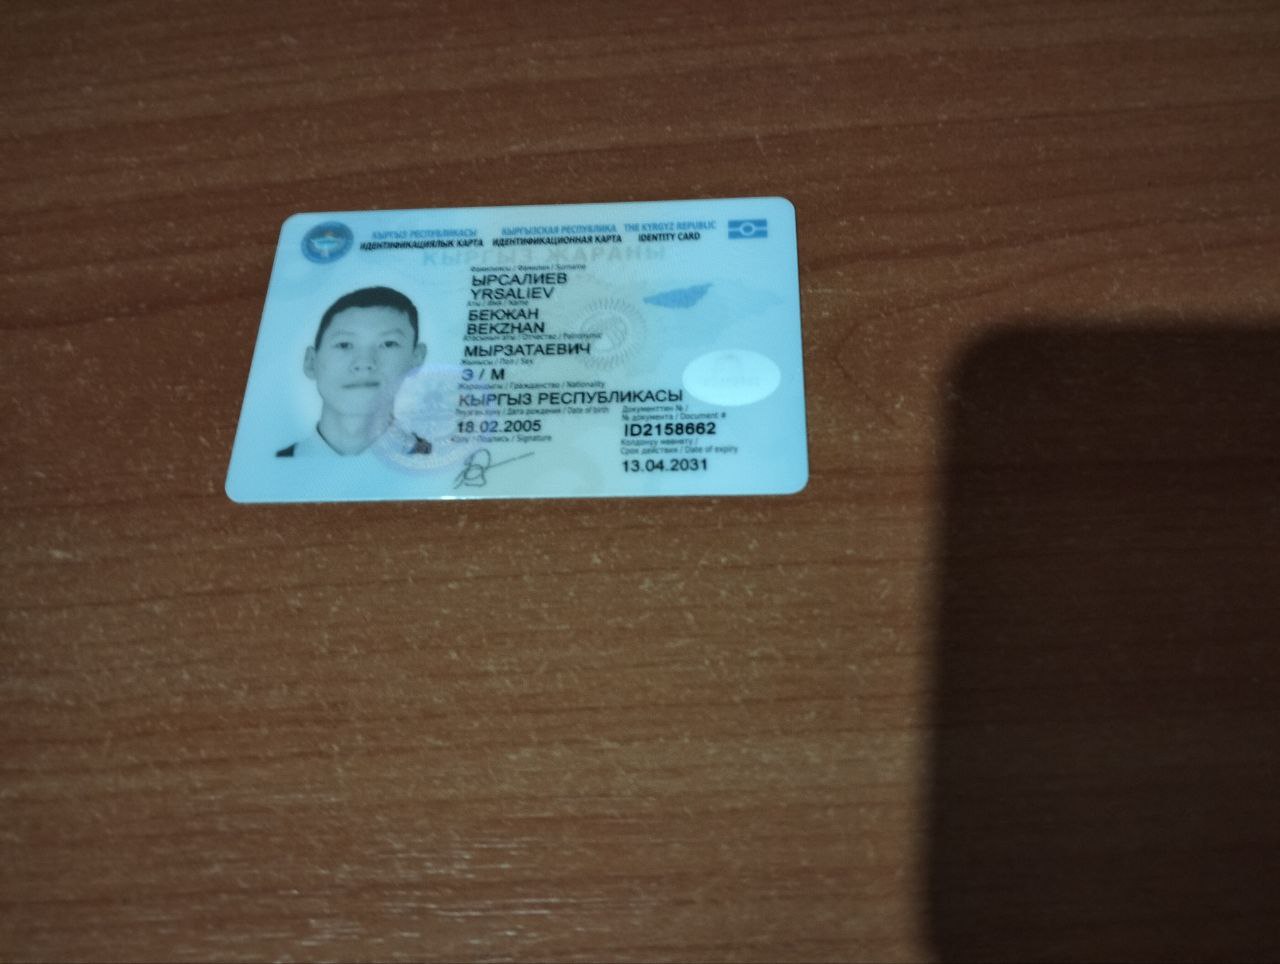 КЫРГЫЗ РЕСПУБЛИКАСЫ КЫРГЫЗСКАЯ РЕСПУБЛИКА THE KYRGYZ REPUBLIC
ИДЕНТИФИКАЦИЯЛЫК КАРТА ИДЕНТИФИКАЦИОННАЯ КАРТА IDENTITY CARD
КЫРГЫЗ ЖАРАНЫ
Фамилиясы / Фамилия / Surname
ЫРСАЛИЕВ
YRSALIEV
Аты / Имя / Name
БЕКЖАН
BEKZHAN
Атасынын аты / Отчество / Patronymic
МЫРЗАТАЕВИЧ
Жынысы / Пол / Sex
Э / М
Жарандыгы / Гражданство / Nationality
КЫРГЫЗ РЕСПУБЛИКАСЫ
Туулган күнү / Дата рождения / Date of birth
18.02.2005
Колу / Подпись / Signature
Документтин № /
№ документа / Document #
ID2158662
Колдонуу мөөнөтү /
Срок действия / Date of expiry
13.04.2031